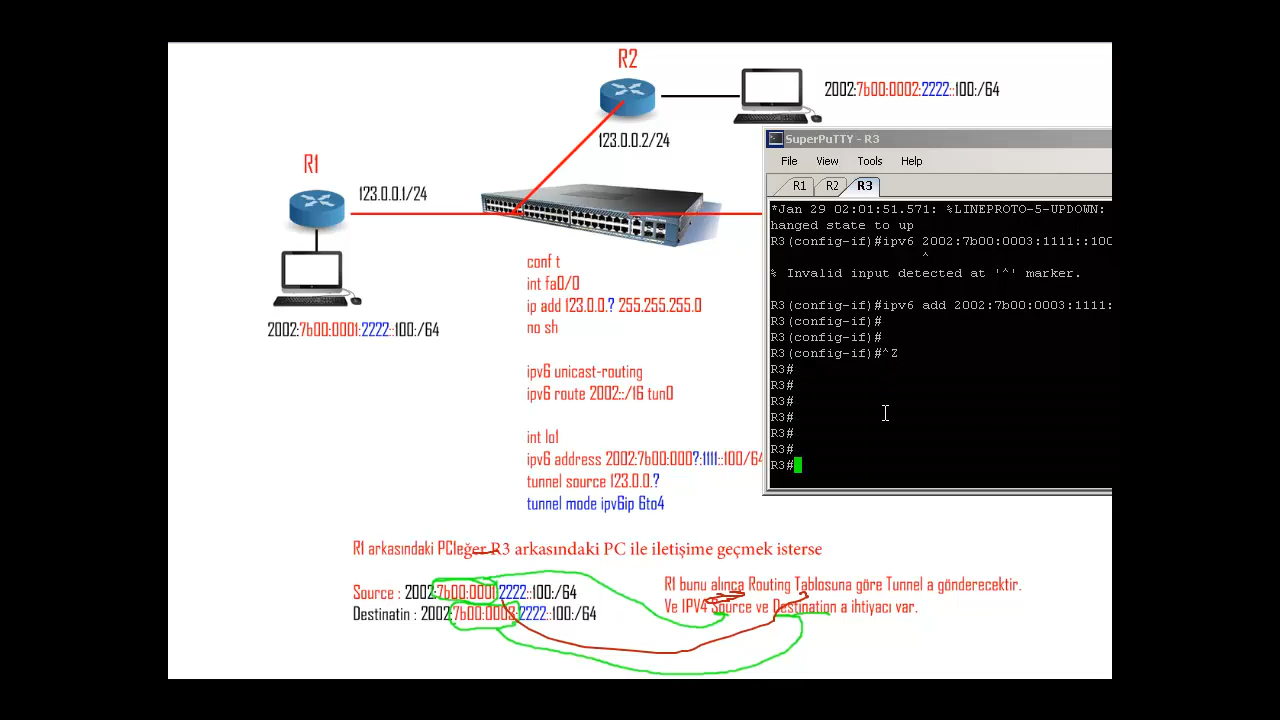 R2
2002:7b00:0002:2222::100:/64
123.0.0.2/24
R1
123.0.0.1/24
2002:7b00:0001:2222::100:/64
conf t
int fa0/0
ip add 123.0.0.? 255.255.255.0
no sh
ipv6 unicast-routing
ipv6 route 2002::/16 tun0
int lo1
ipv6 address 2002:7b00:000?:1111::100/64
tunnel source 123.0.0.?
tunnel mode ipv6ip 6to4
SuperPuTTY - R3
File View Tools Help
R1 R2 R3
*Jan 29 02:01:51.571: %LINEPROTO-5-UPDOWN:
hanged state to up
R3(config-if)#ipv6 2002:7b00:0003:1111::100
^
% Invalid input detected at '^' marker.
R3(config-if)#ipv6 add 2002:7b00:0003:1111:
R3(config-if)#
R3(config-if)#
R3(config-if)#^Z
R3#
R3#
R3#
R3#
R3#
R3#
R3#
R1 arkasındaki PCIeğer R3 arkasındaki PC ile iletişime geçmek isterse
Source : 2002:7b00:0001:2222::100:/64
Destinatin : 2002:7b00:0003:2222::100:/64
R1 bunu alınca Routing Tablosuna göre Tunnel a gönderecektir.
Ve IPV4 Source ve Destination a ihtiyacı var.